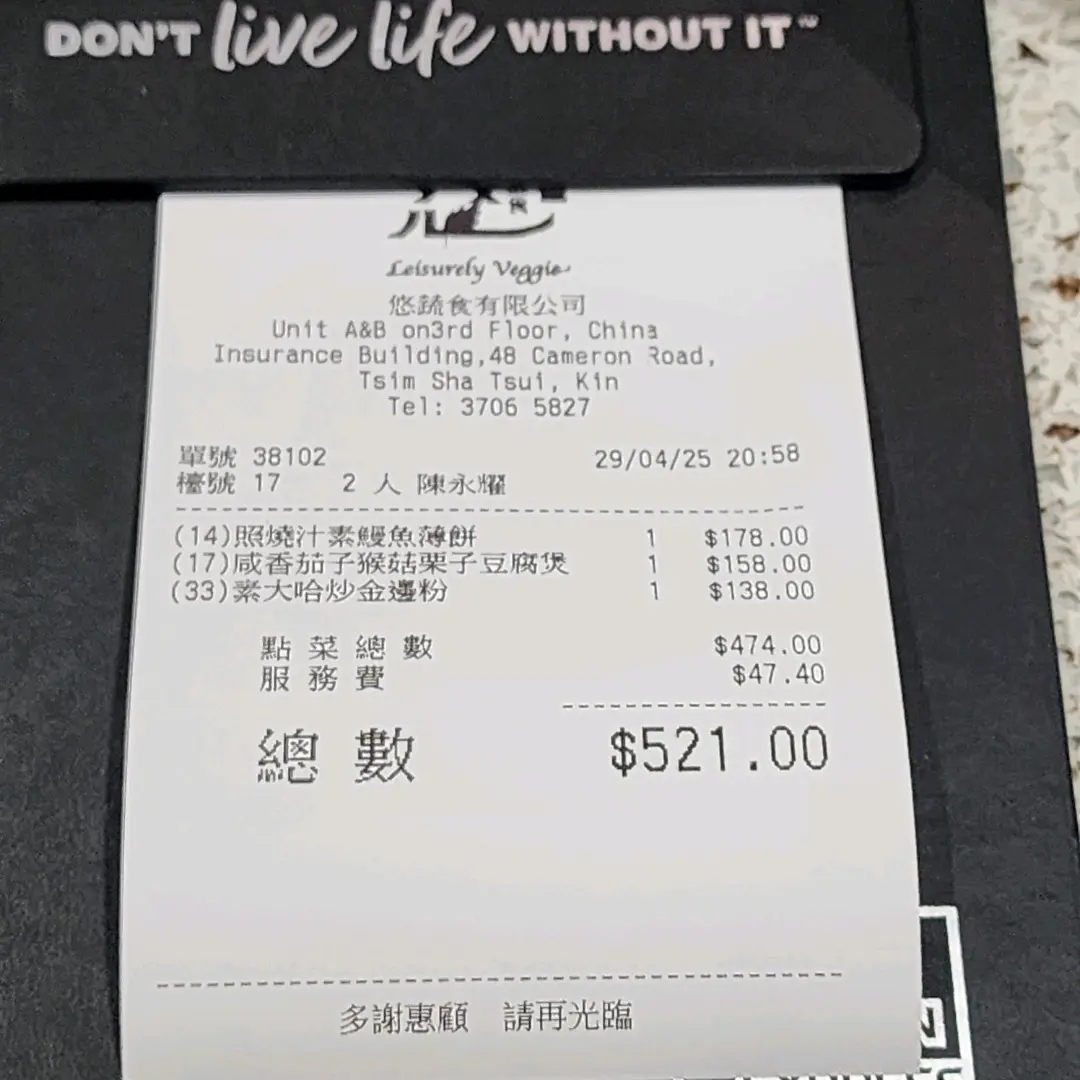 DON'T live life WITHOUT IT™
Leisurely Veggie
悠蔬食有限公司
Unit A&B on3rd Floor, China
Insurance Building,48 Cameron Road,
Tsim Sha Tsui, Kin
Tel: 3706 5827
單號 38102 29/04/25 20:58
檯號 17 2 人 陳永耀
(14)照燒汁素鰻魚薄餅 1 $178.00
(17)咸香茄子猴菇栗子豆腐煲 1 $158.00
(33)素大哈炒金邊粉 1 $138.00
點菜總數 $474.00
服務費 $47.40
總數 $521.00
多謝惠顧 請再光臨